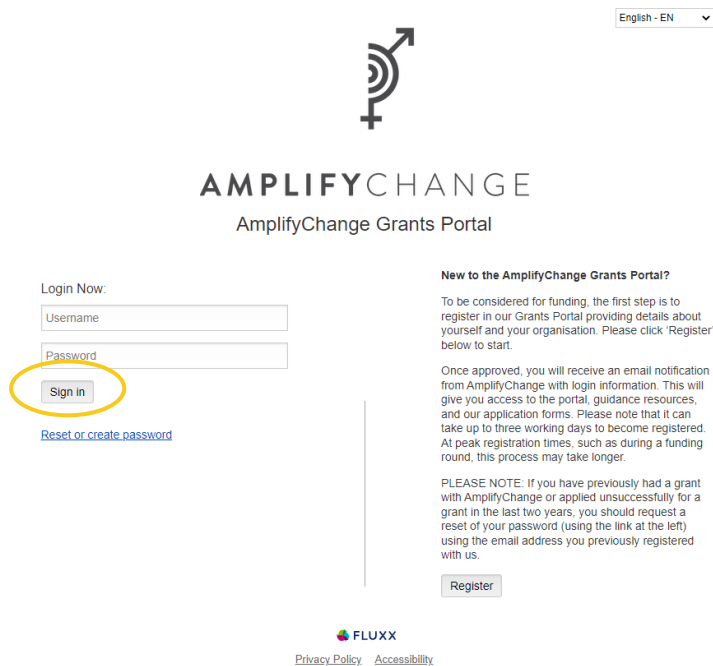 English - EN
AMPLIFYCHANGE
AmplifyChange Grants Portal
Login Now:
Username
Password
Sign in
Reset or create password
New to the AmplifyChange Grants Portal?
To be considered for funding, the first step is to
register in our Grants Portal providing details about
yourself and your organisation. Please click 'Register'
below to start.
Once approved, you will receive an email notification
from AmplifyChange with login information. This will
give you access to the portal, guidance resources,
and our application forms. Please note that it can
take up to three working days to become registered.
At peak registration times, such as during a funding
round, this process may take longer.
PLEASE NOTE: If you have previously had a grant
with AmplifyChange or applied unsuccessfully for a
grant in the last two years, you should request a
reset of your password (using the link at the left)
using the email address you previously registered
with us.
Register
FLUXX
Privacy Policy Accessibility